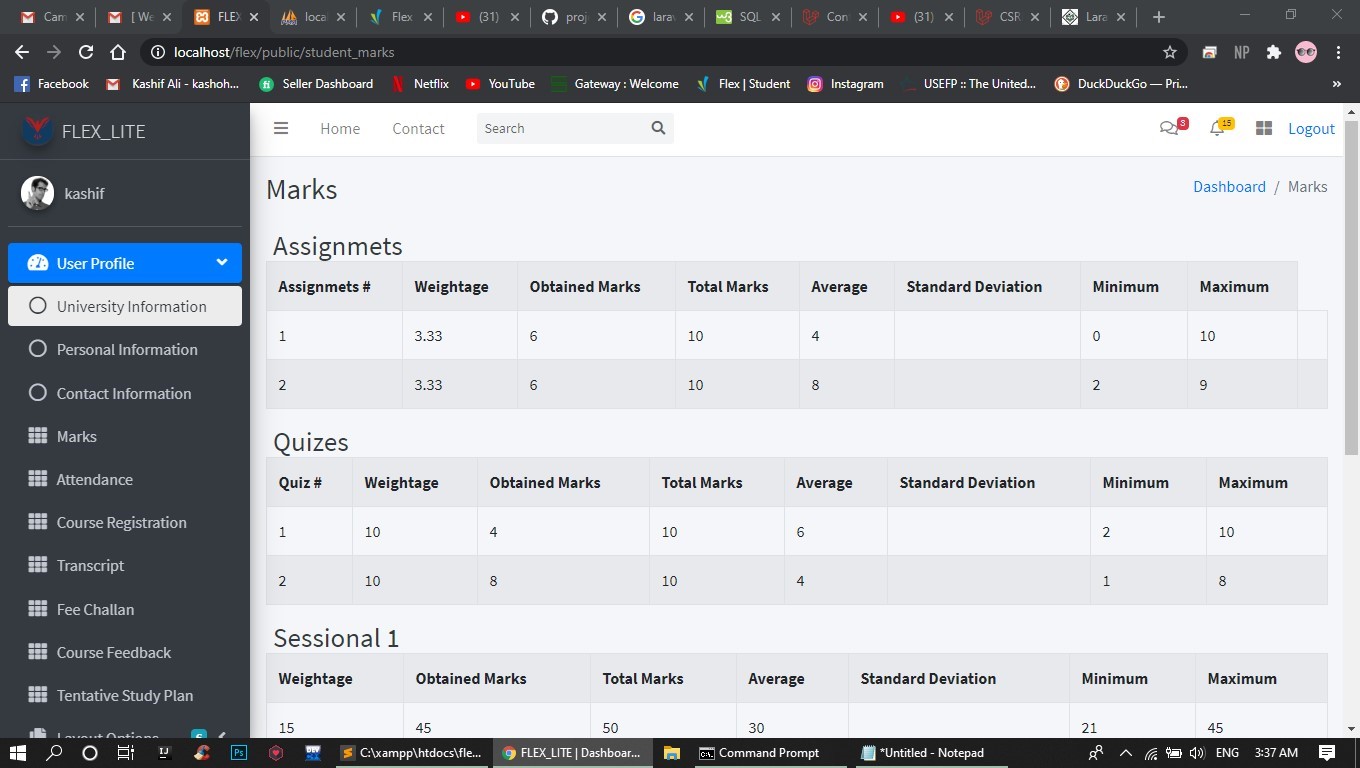 Cam
[ We
FLEX
loca
Flex
(31)
proj
larav
SQL
Con
(31)
CSR
Lara
localhost/flex/public/student_marks
NP
Facebook
Kashif Ali - kashoh...
Seller Dashboard
Netflix
YouTube
Gateway : Welcome
Flex | Student
Instagram
USEFP :: The United...
DuckDuckGo — Pri...
»
FLEX_LITE
Home
Contact
Search
3
15
Logout
kashif
User Profile
University Information
Personal Information
Contact Information
Marks
Attendance
Course Registration
Transcript
Fee Challan
Course Feedback
Tentative Study Plan
Layout Options 6
Marks
Dashboard / Marks
Assignmets
Assignmets # Weightage Obtained Marks Total Marks Average Standard Deviation Minimum Maximum
1 3.33 6 10 4 0 10
2 3.33 6 10 8 2 9
Quizes
Quiz # Weightage Obtained Marks Total Marks Average Standard Deviation Minimum Maximum
1 10 4 10 6 2 10
2 10 8 10 4 1 8
Sessional 1
Weightage Obtained Marks Total Marks Average Standard Deviation Minimum Maximum
15 45 50 30 21 45
IJ
Ps
C:\xampp\htdocs\fle...
FLEX_LITE | Dashboar...
Command Prompt
*Untitled - Notepad
ENG
3:37 AM